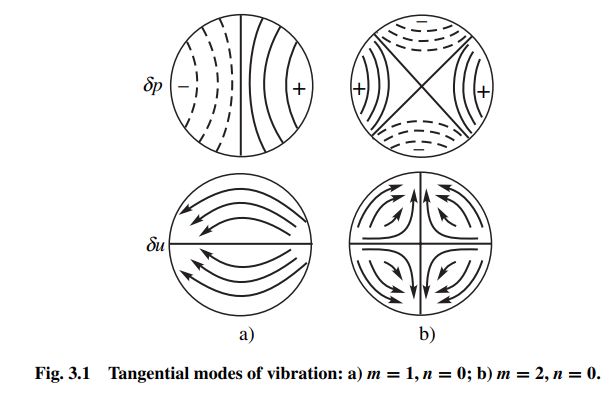 − + − + + −
δp
δu
a) b)
Fig. 3.1 Tangential modes of vibration: a) m = 1, n = 0; b) m = 2, n = 0.